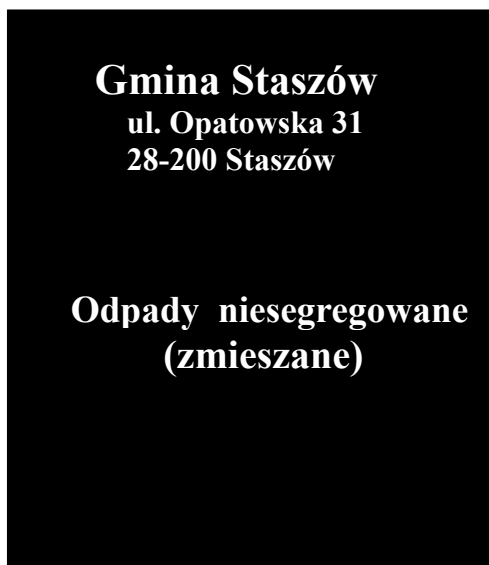 Gmina Staszów
ul. Opatowska 31
28-200 Staszów
Odpady niesegregowane
(zmieszane)